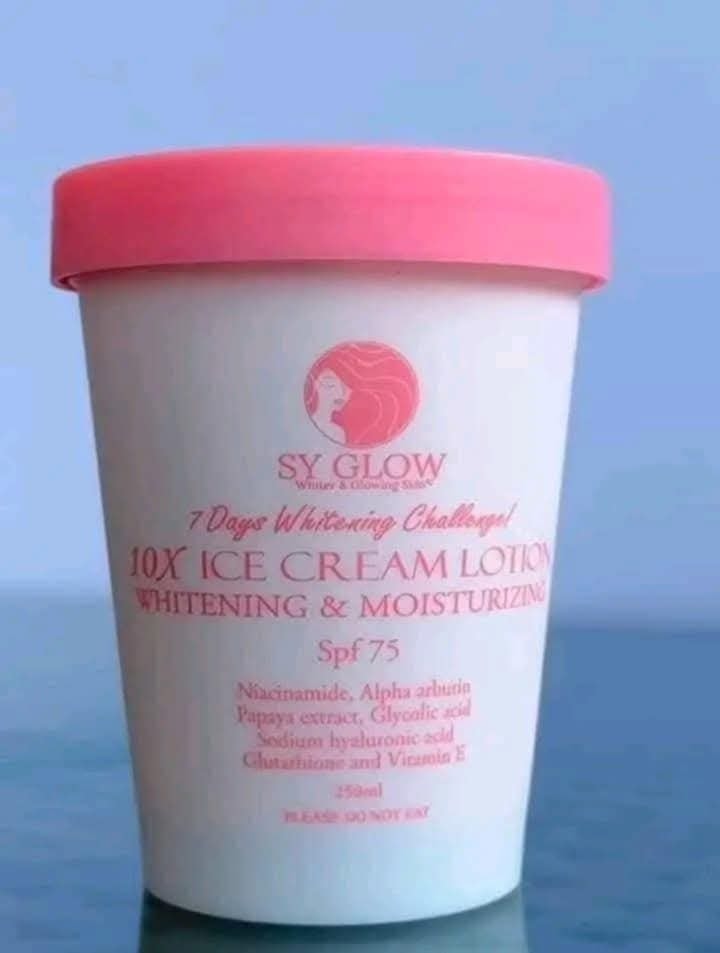 SY GLOW
Whiter & Glowing Skin
7 Days Whitening Challenge!
10X ICE CREAM LOTION
WHITENING & MOISTURIZING
Spf 75
Niacinamide, Alpha arbutin
Papaya extract, Glycolic acid
Sodium hyaluronic acid
Glutathione and Vitamin E
250ml
PLEASE DO NOT EAT